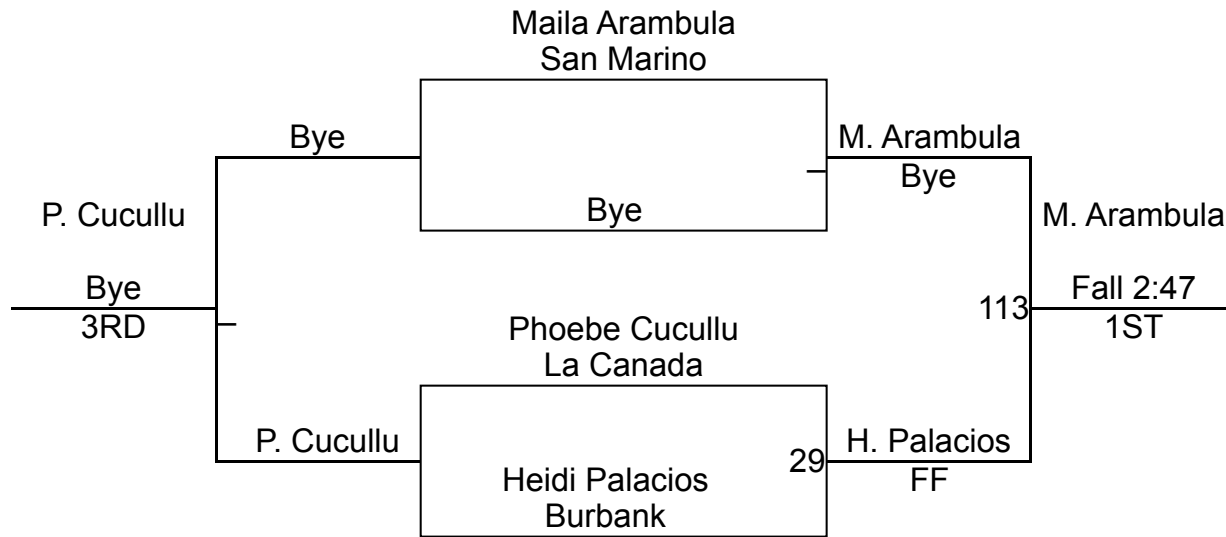 Maila Arambula
San Marino
Bye
M. Arambula
Bye
Bye
P. Cucullu
M. Arambula
Bye
3RD
113
Fall 2:47
1ST
Phoebe Cucullu
La Canada
P. Cucullu
29
H. Palacios
FF
Heidi Palacios
Burbank